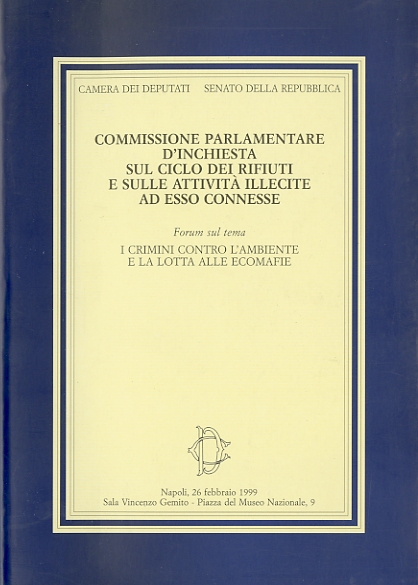 CAMERA DEI DEPUTATI SENATO DELLA REPUBBLICA
COMMISSIONE PARLAMENTARE
D'INCHIESTA
SUL CICLO DEI RIFIUTI
E SULLE ATTIVITÀ ILLECITE
AD ESSO CONNESSE
Forum sul tema
I CRIMINI CONTRO L'AMBIENTE
E LA LOTTA ALLE ECOMAFIE
Napoli, 26 febbraio 1999
Sala Vincenzo Gemito - Piazza del Museo Nazionale, 9